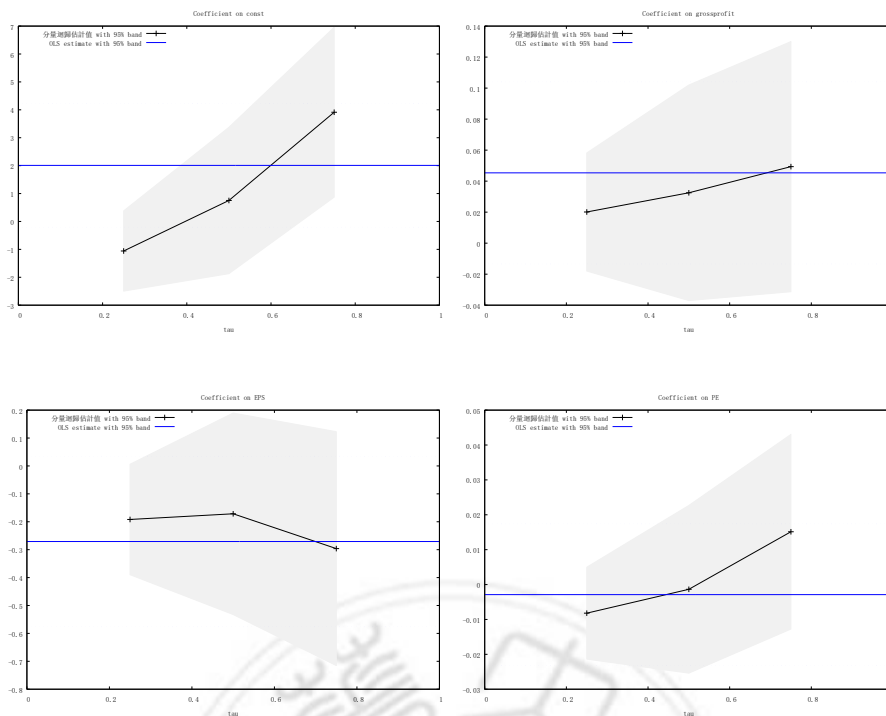 Coefficient on const
分量迴歸估計值 with 95% band
OLS estimate with 95% band
7
6
5
4
3
2
1
0
-1
-2
-3
0 0.2 0.4 0.6 0.8 1
tau
Coefficient on grossprofit
分量迴歸估計值 with 95% band
OLS estimate with 95% band
0.14
0.12
0.1
0.08
0.06
0.04
0.02
0
-0.02
-0.04
0 0.2 0.4 0.6 0.8
tau
Coefficient on EPS
分量迴歸估計值 with 95% band
OLS estimate with 95% band
0.2
0.1
0
-0.1
-0.2
-0.3
-0.4
-0.5
-0.6
-0.7
-0.8
0 0.2 0.4 0.6 0.8 1
tau
Coefficient on PE
分量迴歸估計值 with 95% band
OLS estimate with 95% band
0.05
0.04
0.03
0.02
0.01
0
-0.01
-0.02
-0.03
0 0.2 0.4 0.6 0.8
tau